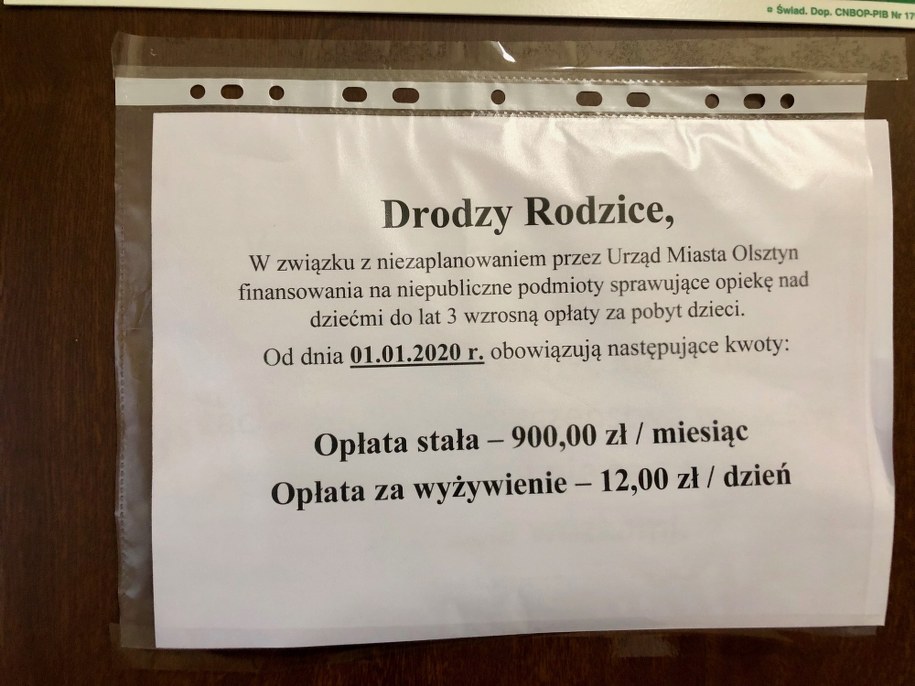 ¤ Świad. Dop. CNBOP-PIB Nr 17
Drodzy Rodzice,
W związku z niezaplanowaniem przez Urząd Miasta Olsztyn
finansowania na niepubliczne podmioty sprawujące opiekę nad
dziećmi do lat 3 wzrosną opłaty za pobyt dzieci.
Od dnia 01.01.2020 r. obowiązują następujące kwoty:
Opłata stała – 900,00 zł / miesiąc
Opłata za wyżywienie – 12,00 zł / dzień